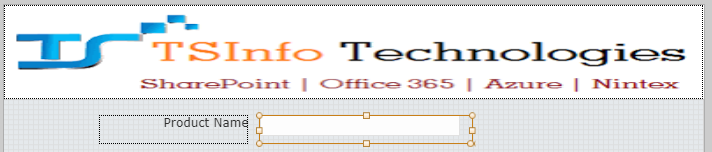 TSInfo Technologies
SharePoint | Office 365 | Azure | Nintex
Product Name